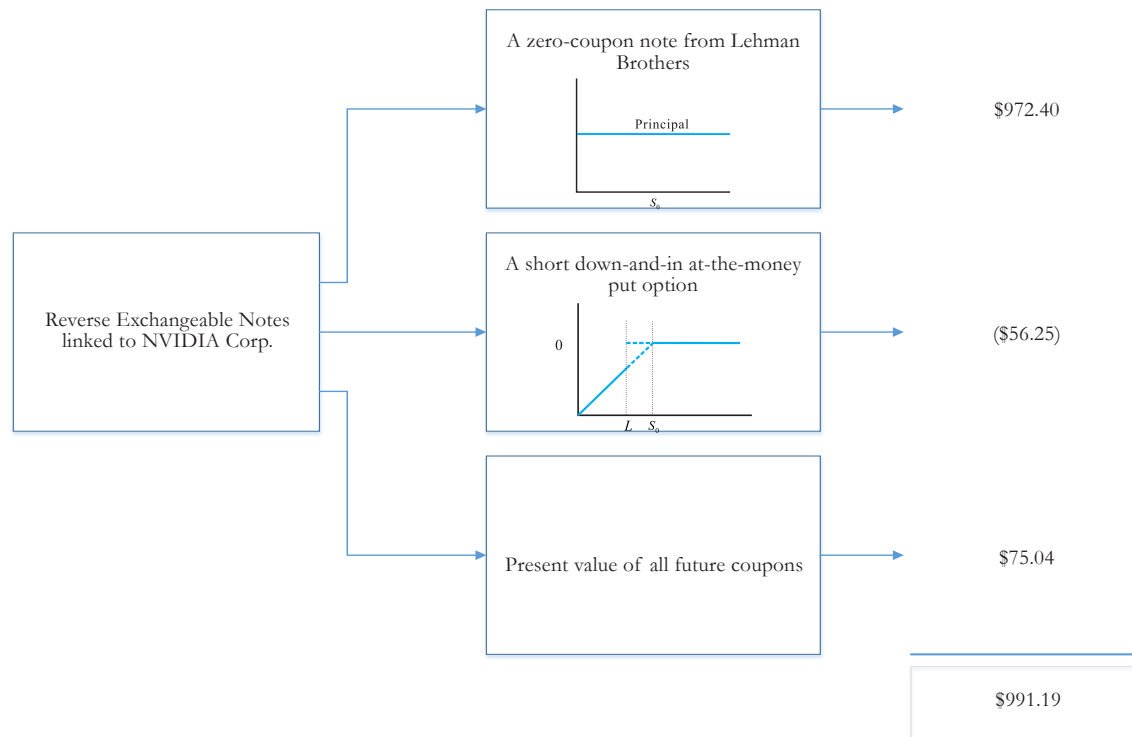 A zero-coupon note from Lehman
Brothers
Principal
S₀
$972.40
Reverse Exchangeable Notes
linked to NVIDIA Corp.
A short down-and-in at-the-money
put option
0
L S₀
($56.25)
Present value of all future coupons
$75.04
$991.19